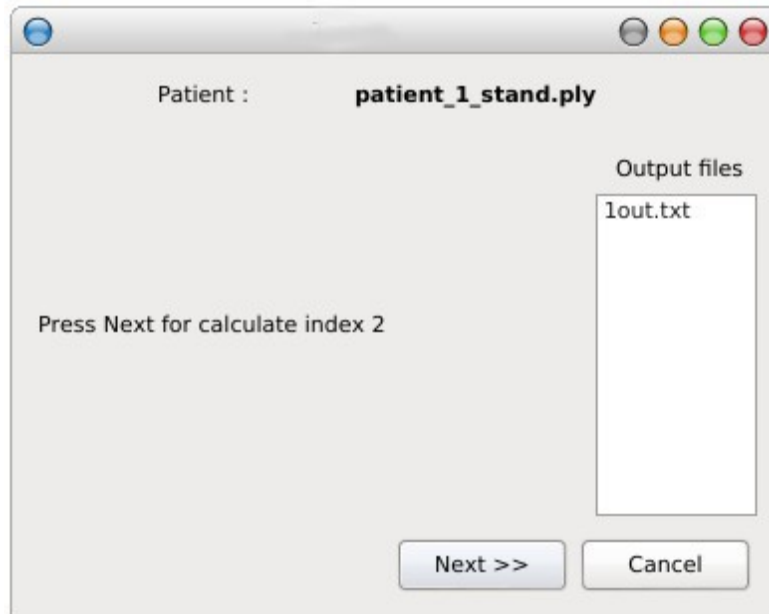 Patient : patient_1_stand.ply
Output files
1out.txt
Press Next for calculate index 2
Next >> Cancel